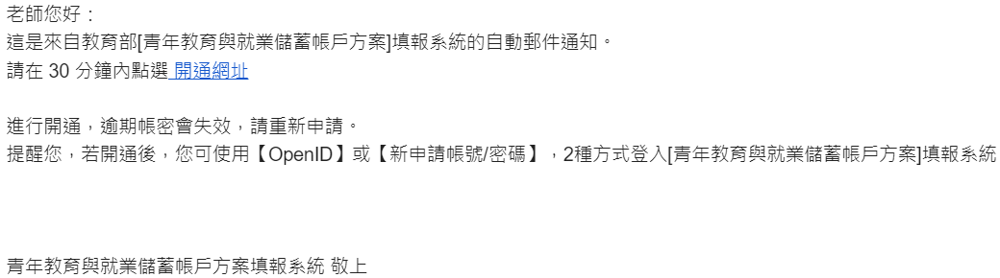 老師您好：
這是來自教育部[青年教育與就業儲蓄帳戶方案]填報系統的自動郵件通知。
請在 30 分鐘內點選 開通網址
進行開通，逾期帳密會失效，請重新申請。
提醒您，若開通後，您可使用【OpenID】或【新申請帳號/密碼】，2種方式登入[青年教育與就業儲蓄帳戶方案]填報系統
青年教育與就業儲蓄帳戶方案填報系統 敬上